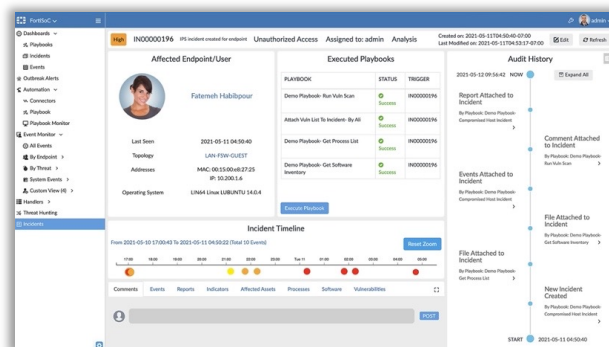 FortiSoC
admin
Dashboards
Playbooks
Incidents
Events
Outbreak Alerts
Automation
Connectors
Playbook
Playbook Monitor
Event Monitor
All Events
By Endpoint
By Threat
System Events
Custom View (4)
Handlers
Threat Hunting
Incidents
High IN00000196 IPS incident created for endpoint Unauthorized Access Assigned to: admin Analysis
Created on: 2021-05-11T04:50:40-07:00
Last Modified on: 2021-05-11T04:53:17-07:00
Edit Refresh
Affected Endpoint/User
Fatemeh Habibpour
Last Seen 2021-05-11 04:50:40
Topology LAN-FSW-GUEST
Addresses MAC: 00:15:00:e8:27:25
IP: 10.200.1.6
Operating System LIN64 Linux LUBUNTU 14.0.4
Executed Playbooks
PLAYBOOK STATUS TRIGGER
Demo Playbook- Run Vuln Scan Success IN00000196
Attach Vuln List To Incident- By All Success IN00000196
Demo Playbook- Get Process List Success IN00000196
Demo Playbook- Get Software Inventory Success IN00000196
Execute Playbook
Incident Timeline
From 2021-05-10 17:00:43 To 2021-05-11 04:50:22 (Total 10 Events)
Reset Zoom
17:00 18:00 19:00 20:00 21:00 22:00 23:00 Tue 11 01:00 02:00 03:00 04:00 05:00
Comments Events Reports Indicators Affected Assets Processes Software Vulnerabilities
POST
Audit History
2021-05-12 09:56:42 NOW
Expand All
Report Attached to
Incident
By Playbook: Demo Playbook-
Compromised Host Incident
Comment Attached
to Incident
By Playbook: Demo Playbook-
Run Vuln Scan
Events Attached to
Incident
By Playbook: Demo Playbook-
Compromised Host Incident
File Attached to
Incident
By Playbook: Demo Playbook-
Get Software Inventory
File Attached to
Incident
By Playbook: Demo Playbook-
Get Process List
New Incident
Created
By Playbook: Demo Playbook-
Compromised Host Incident
START 2021-05-11 04:50:40